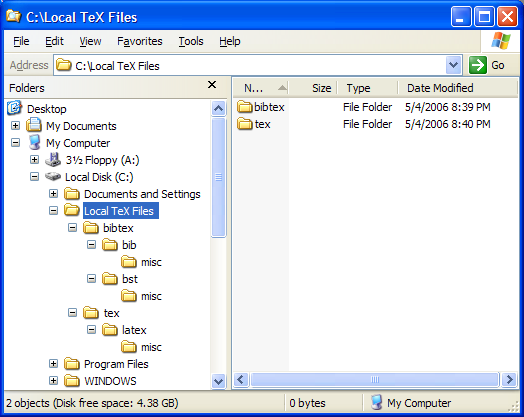 C:\Local TeX Files
File Edit View Favorites Tools Help
Address C:\Local TeX Files Go
Folders
Desktop
My Documents
My Computer
3½ Floppy (A:)
Local Disk (C:)
Documents and Settings
Local TeX Files
bibtex
bib
misc
bst
misc
tex
latex
misc
Program Files
WINDOWS
N... Size Type Date Modified
bibtex File Folder 5/4/2006 8:39 PM
tex File Folder 5/4/2006 8:40 PM
2 objects (Disk free space: 4.38 GB) 0 bytes My Computer